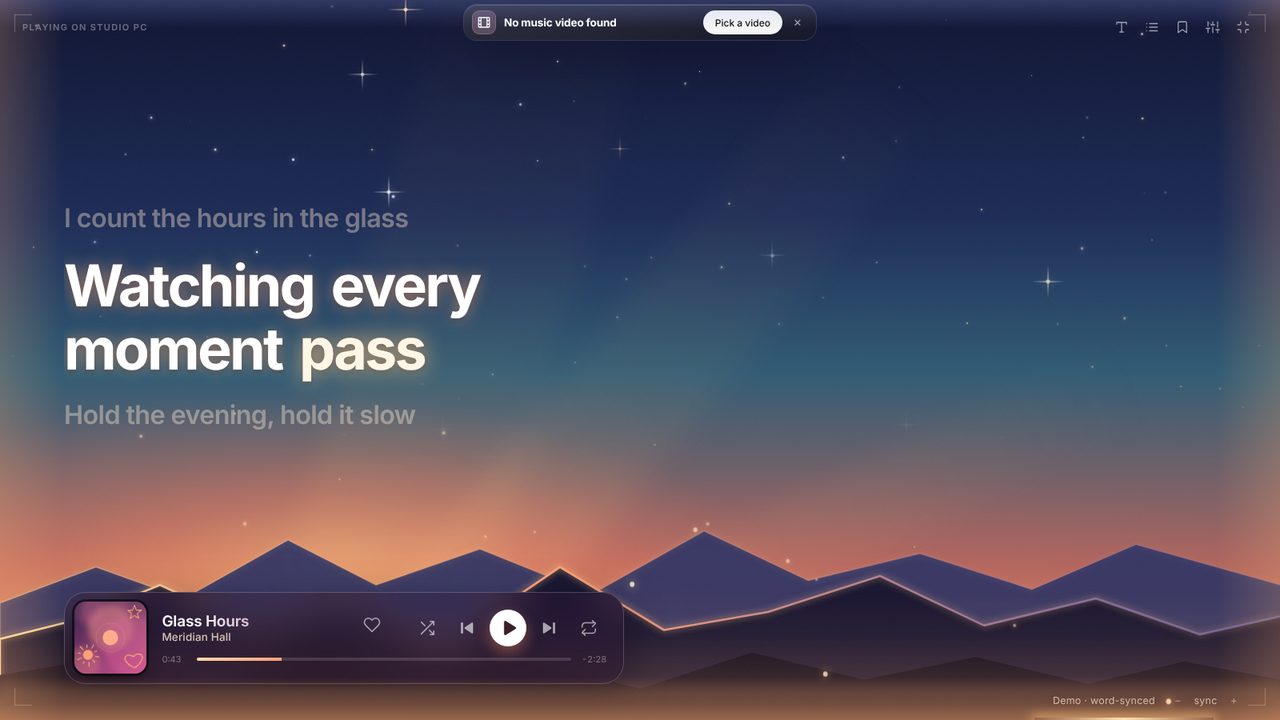 PLAYING ON STUDIO PC
No music video found
Pick a video
I count the hours in the glass
Watching every
moment pass
Hold the evening, hold it slow
Glass Hours
Meridian Hall
0:43
-2:28
Demo · word-synced
− sync +